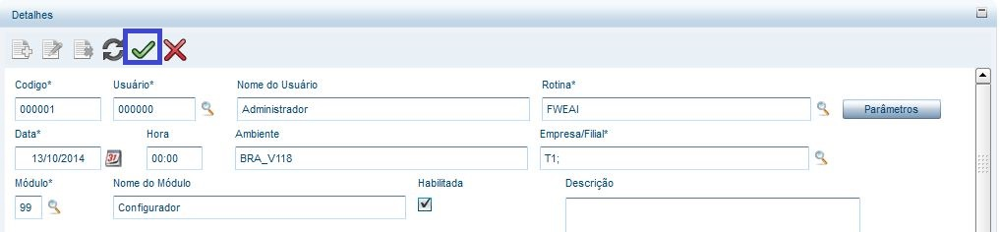 Detalhes
Codigo* Usuário* Nome do Usuário Rotina*
000001 000000 Administrador FWEAI Parâmetros
Data* Hora Ambiente Empresa/Filial*
13/10/2014 31 00:00 BRA_V118 T1;
Módulo* Nome do Módulo Habilitada Descrição
99 Configurador